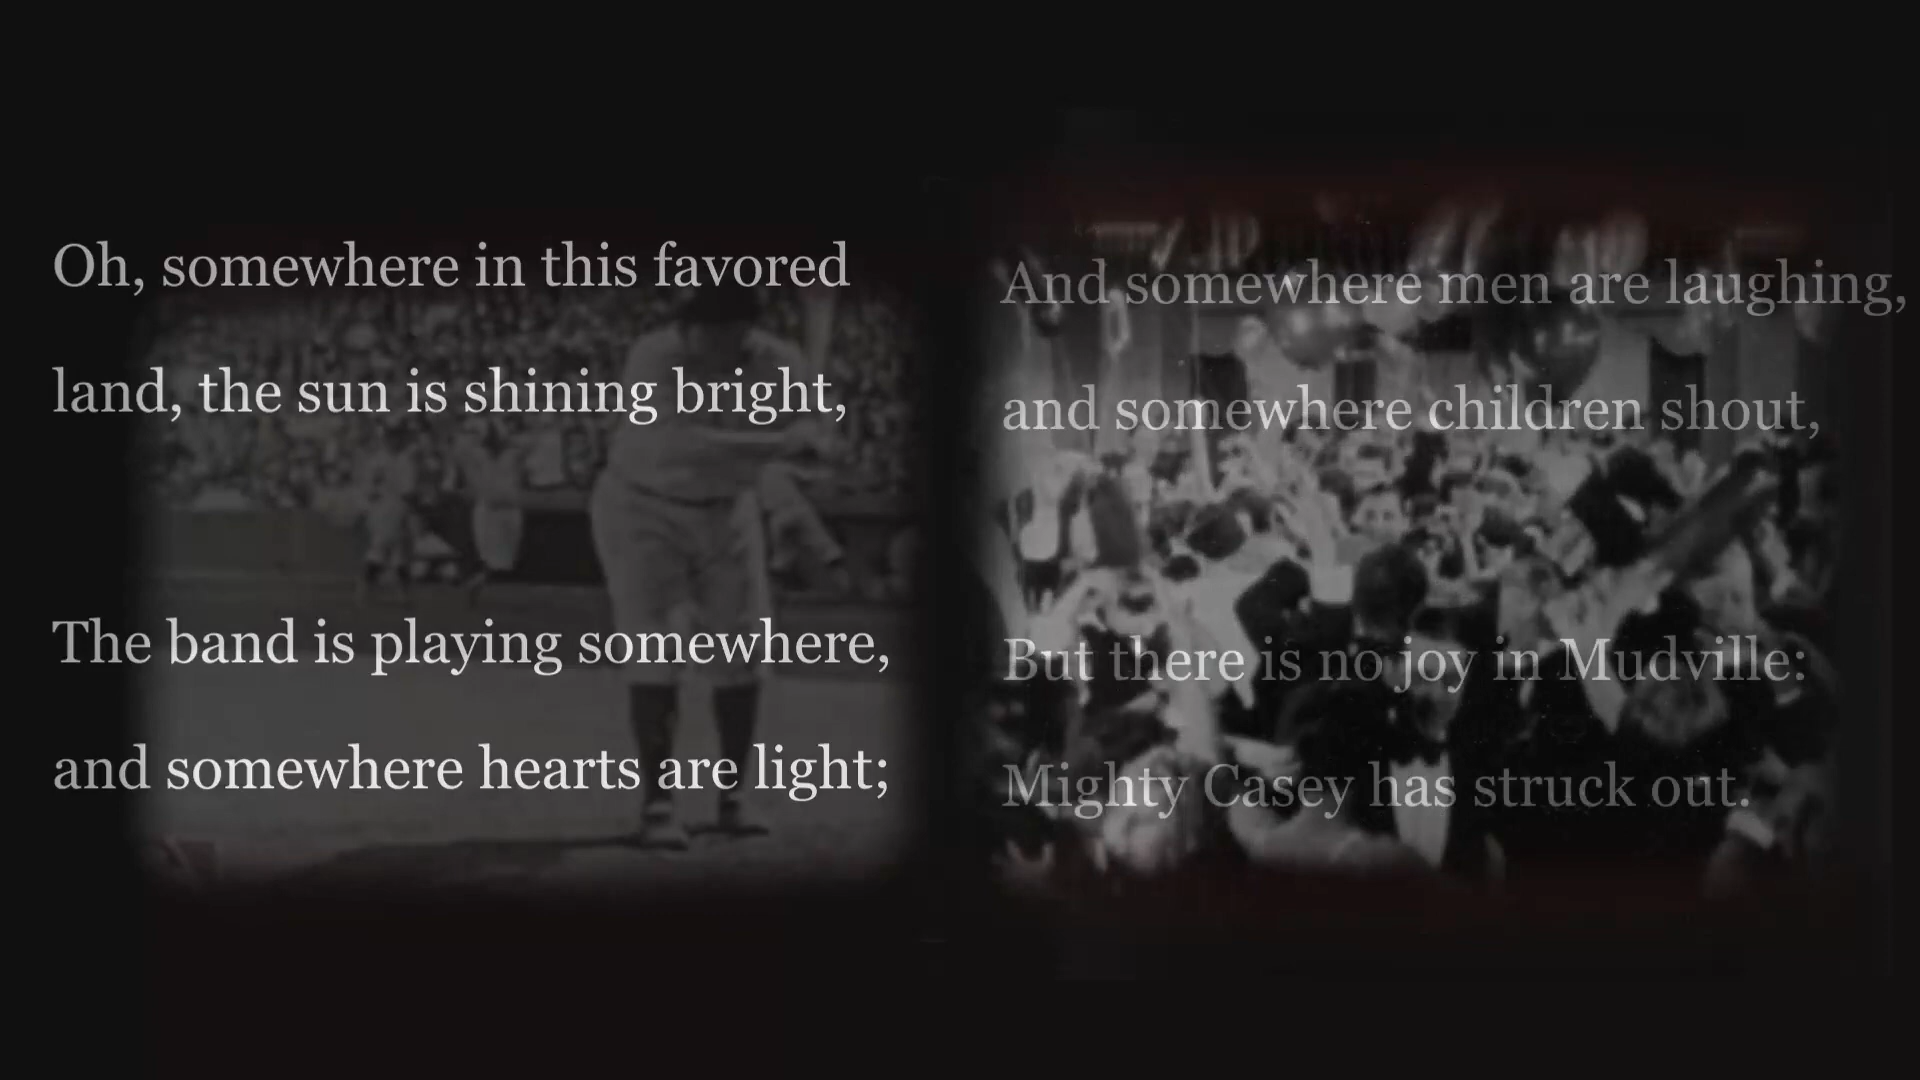 Oh, somewhere in this favored
land, the sun is shining bright,
The band is playing somewhere,
and somewhere hearts are light;
And somewhere men are laughing,
and somewhere children shout,
But there is no joy in Mudville:
Mighty Casey has struck out.